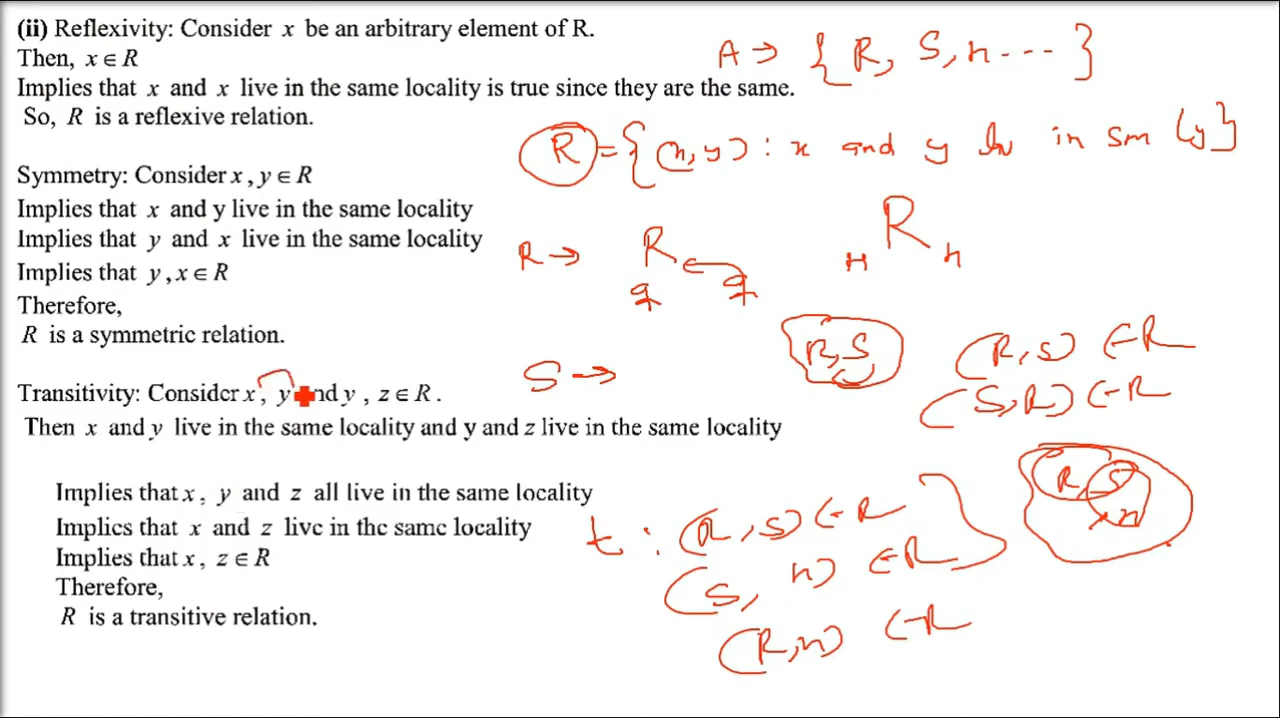 (ii) Reflexivity: Consider x be an arbitrary element of R.
Then, x ∈ R
Implies that x and x live in the same locality is true since they are the same.
So, R is a reflexive relation.
Symmetry: Consider x , y ∈ R
Implies that x and y live in the same locality
Implies that y and x live in the same locality
Implies that y , x ∈ R
Therefore,
R is a symmetric relation.
Transitivity: Consider x , y and y , z ∈ R .
Then x and y live in the same locality and y and z live in the same locality
Implies that x , y and z all live in the same locality
Implies that x and z live in the same locality
Implies that x , z ∈ R
Therefore,
R is a transitive relation.
A → { R, S, n ---- }
R = { (x, y) : x and y in sm {y}
R → R
R
S →
R, S
(R, S) ∈ R
(S, R) ∈ R
R, S
n
t : (R, S) ∈ R
(S, n) ∈ R
(R, n) ∈ R